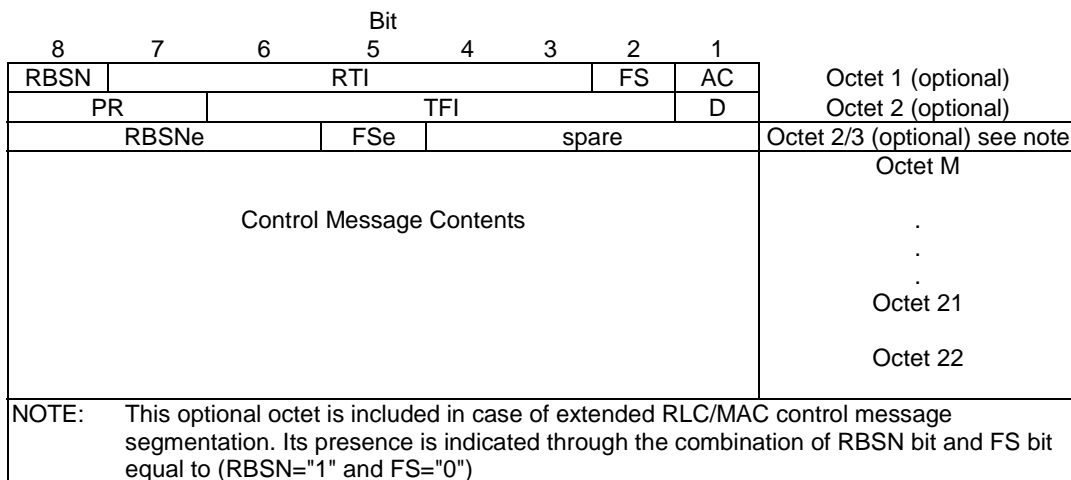 Bit
8 7 6 5 4 3 2 1
RBSN RTI FS AC Octet 1 (optional)
PR TFI D Octet 2 (optional)
RBSNe FSe spare Octet 2/3 (optional) see note
Octet M
Control Message Contents .
.
.
Octet 21
Octet 22
NOTE: This optional octet is included in case of extended RLC/MAC control message
segmentation. Its presence is indicated through the combination of RBSN bit and FS bit
equal to (RBSN="1" and FS="0")